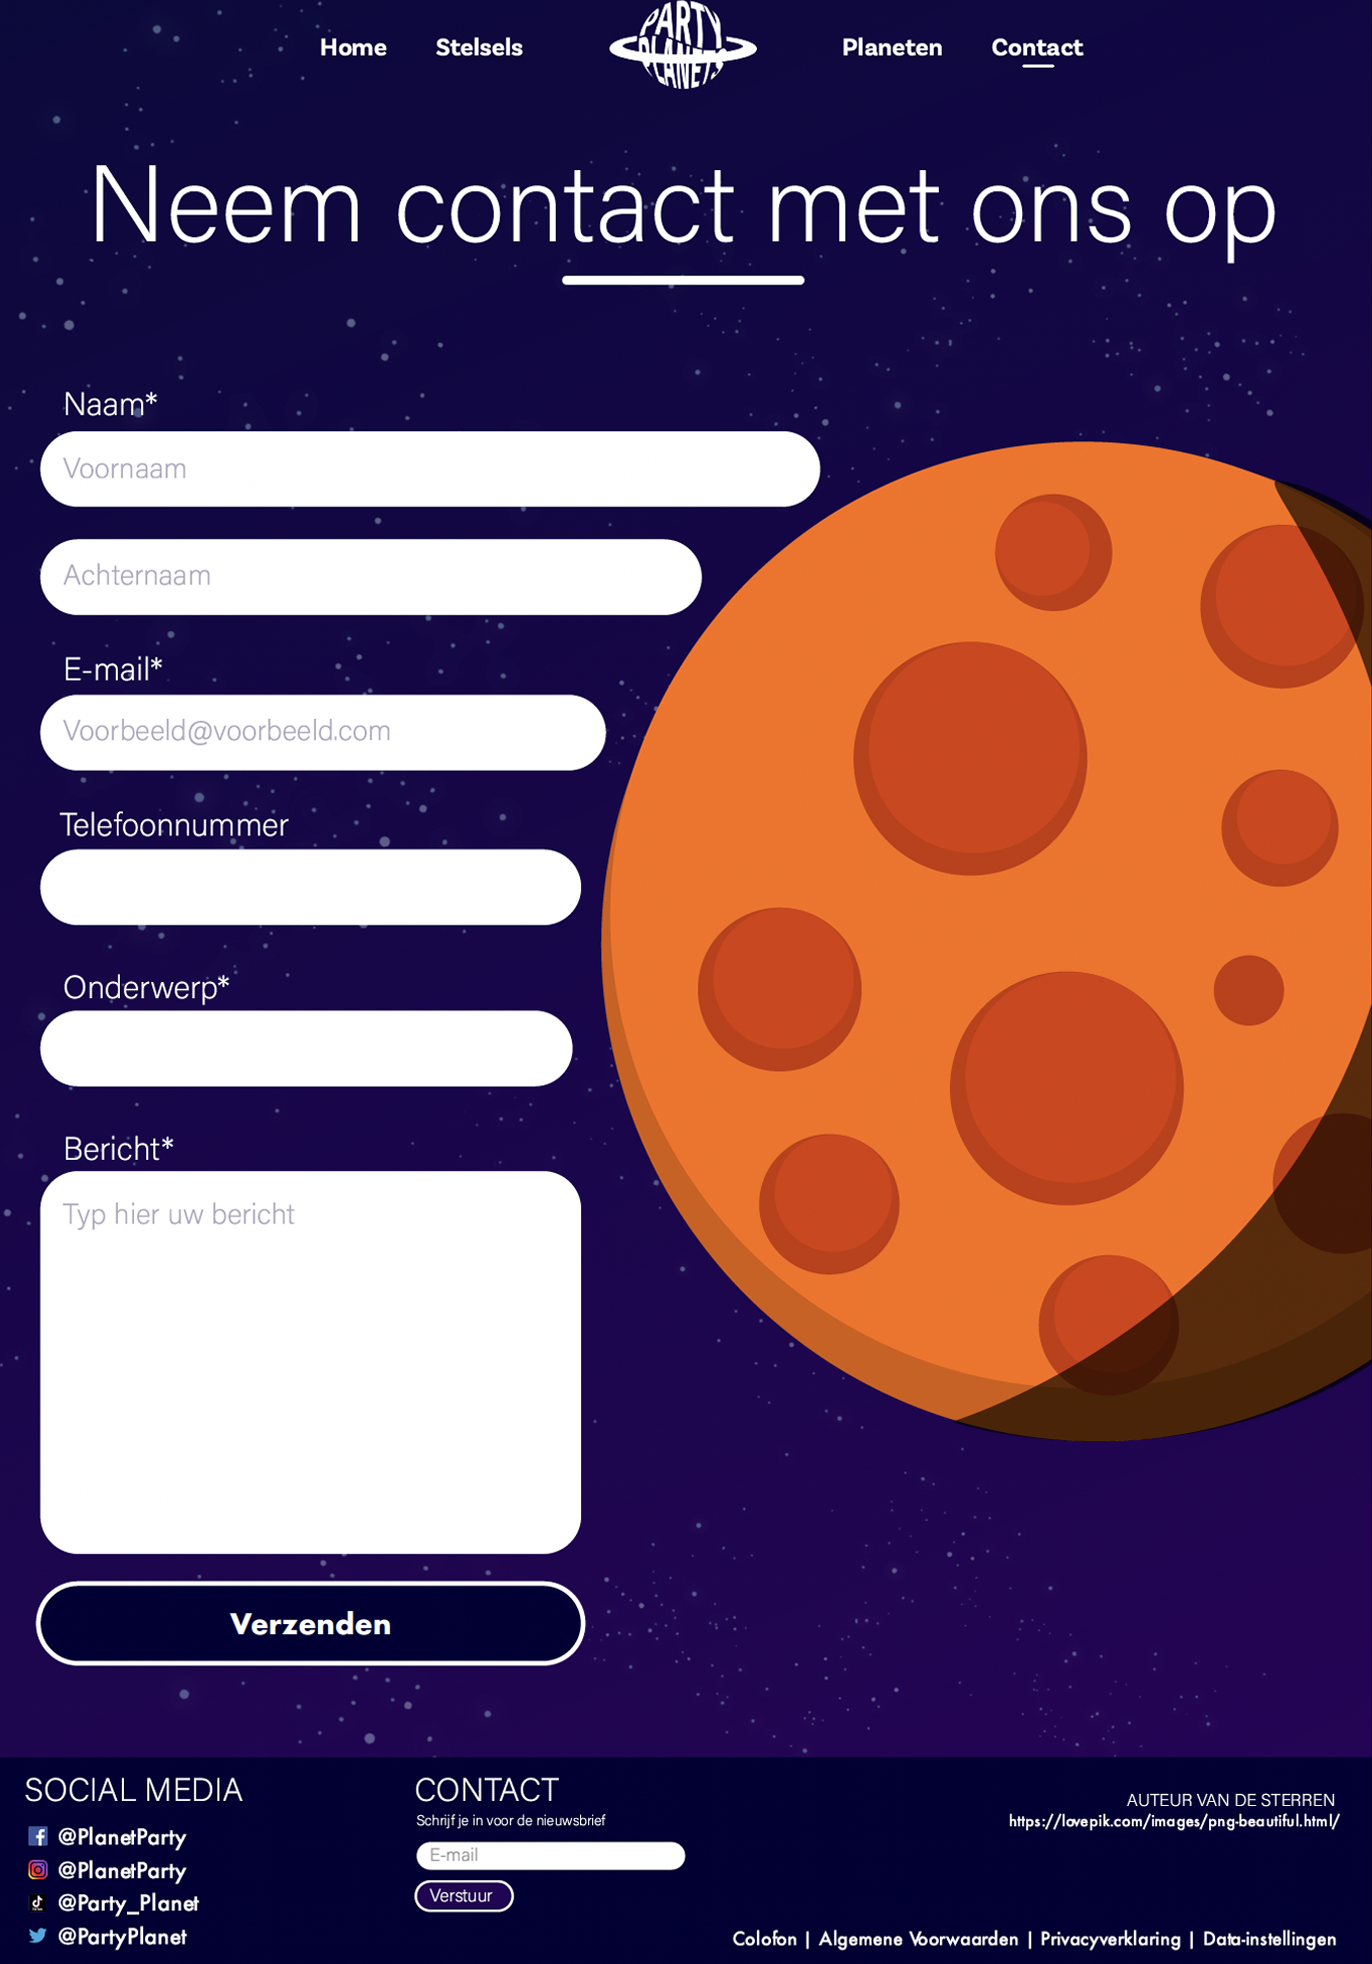 Home Stelsels PARTY PLANETS Planeten Contact
Neem contact met ons op
Naam*
Voornaam
Achternaam
E-mail*
Voorbeeld@voorbeeld.com
Telefoonnummer
Onderwerp*
Bericht*
Typ hier uw bericht
Verzenden
SOCIAL MEDIA
@PlanetParty
@PlanetParty
@Party_Planet
@PartyPlanet
CONTACT
Schrijf je in voor de nieuwsbrief
E-mail
Verstuur
AUTEUR VAN DE STERREN
https://lovepik.com/images/png-beautiful.html/
Colofon | Algemene Voorwaarden | Privacyverklaring | Data-instellingen